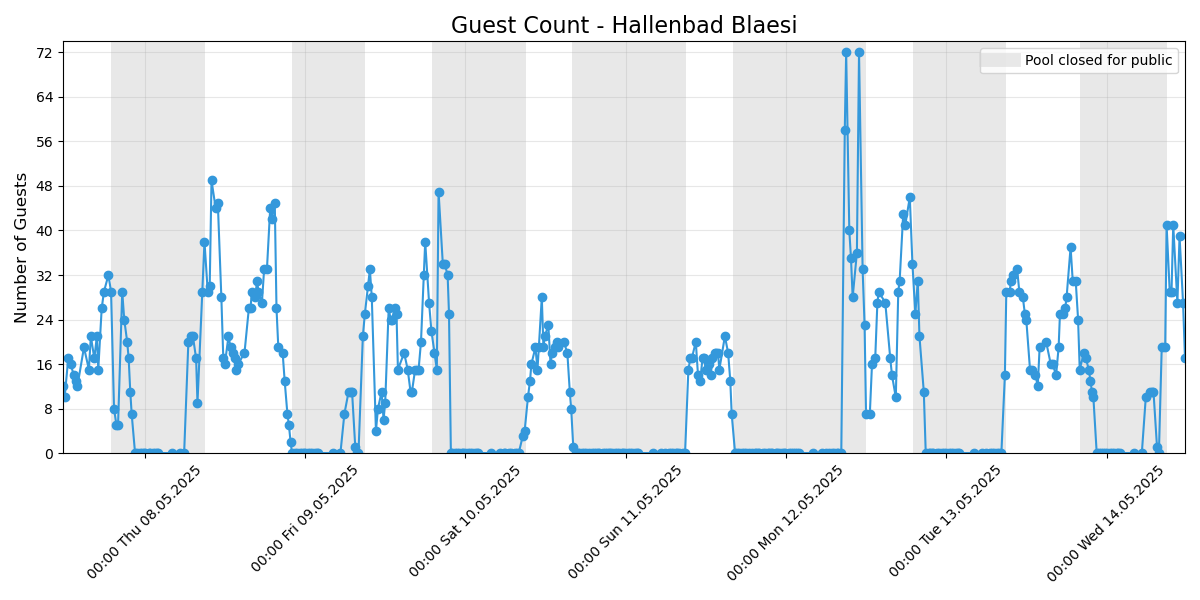 Guest Count - Hallenbad Blaesi
Pool closed for public
Number of Guests
72
64
56
48
40
32
24
16
8
0
00:00 Thu 08.05.2025
00:00 Fri 09.05.2025
00:00 Sat 10.05.2025
00:00 Sun 11.05.2025
00:00 Mon 12.05.2025
00:00 Tue 13.05.2025
00:00 Wed 14.05.2025